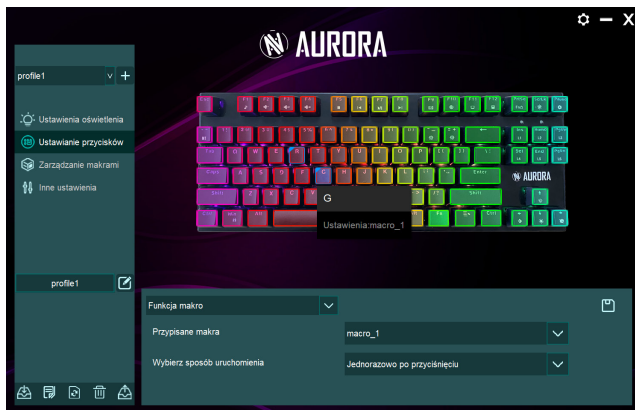 AURORA
X
profile1
Ustawienia oświetlenia
Ustawianie przycisków
Zarządzanie makrami
Inne ustawienia
AURORA
G
Ustawienia:macro_1
profile1
Funkcja makro
Przypisane makra
macro_1
Wybierz sposób uruchomienia
Jednorazowo po przyciśnięciu